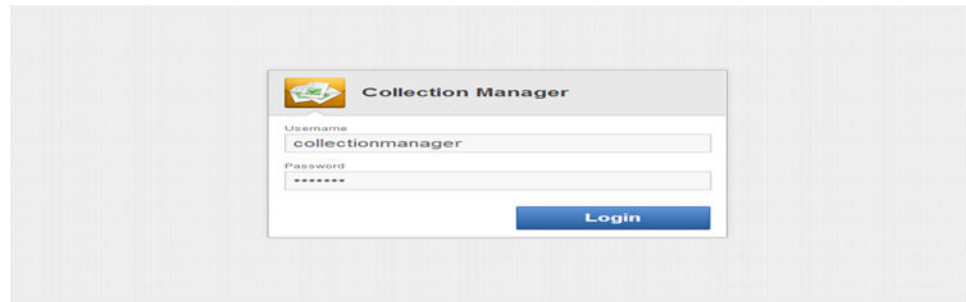 Collection Manager
Username
collectionmanager
Password
•••••••
Login